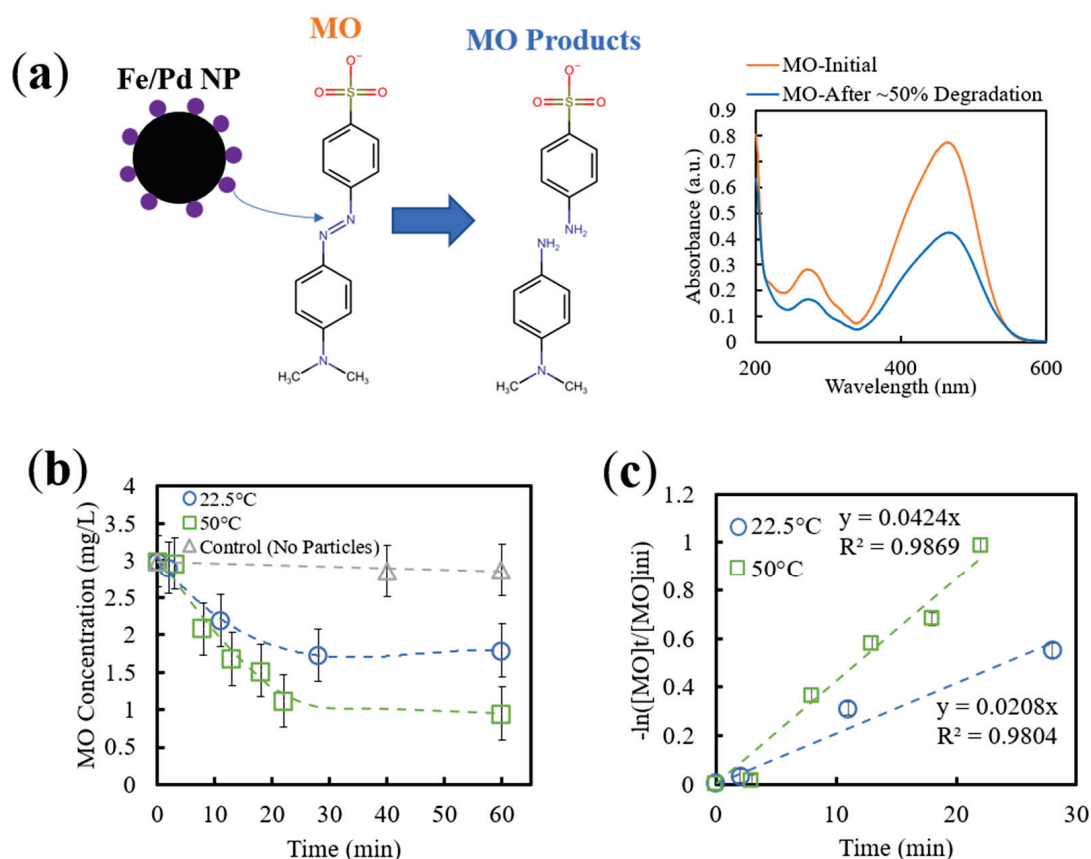 (a)
Fe/Pd NP
MO
O⁻
O
S
O
N
N
N
H₃C
CH₃
MO Products
O⁻
O
S
O
NH₂
NH₂
N
H₃C
CH₃
MO-Initial
MO-After ~50% Degradation
Absorbance (a.u.)
0.9
0.8
0.7
0.6
0.5
0.4
0.3
0.2
0.1
0
200
400
600
Wavelength (nm)
(b)
MO Concentration (mg/L)
4
3.5
3
2.5
2
1.5
1
0.5
0
22.5°C
50°C
Control (No Particles)
0
10
20
30
40
50
60
Time (min)
(c)
-ln([MO]t/[MO]ini)
1.2
1
0.8
0.6
0.4
0.2
0
22.5°C
50°C
y = 0.0424x
R² = 0.9869
y = 0.0208x
R² = 0.9804
0
10
20
30
Time (min)